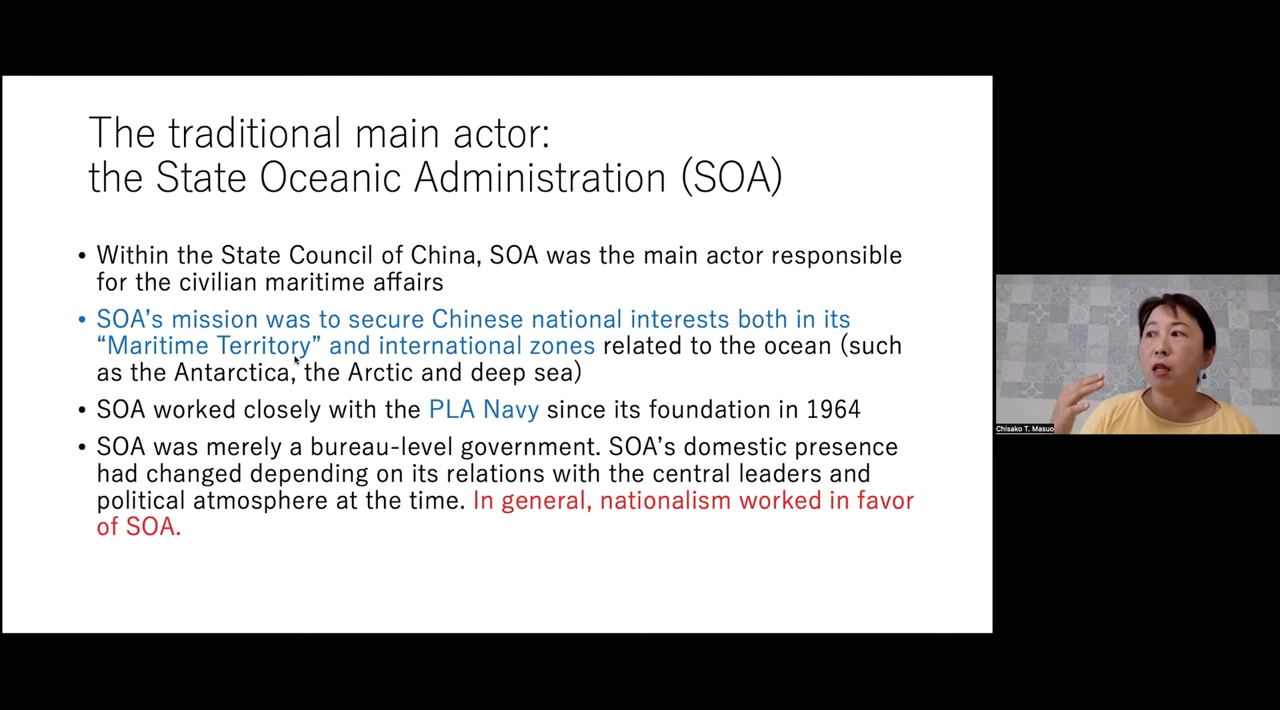 The traditional main actor:
the State Oceanic Administration (SOA)
• Within the State Council of China, SOA was the main actor responsible
for the civilian maritime affairs
• SOA’s mission was to secure Chinese national interests both in its
“Maritime Territory” and international zones related to the ocean (such
as the Antarctica, the Arctic and deep sea)
• SOA worked closely with the PLA Navy since its foundation in 1964
• SOA was merely a bureau-level government. SOA’s domestic presence
had changed depending on its relations with the central leaders and
political atmosphere at the time. In general, nationalism worked in favor
of SOA.
Chisako T. Masuo